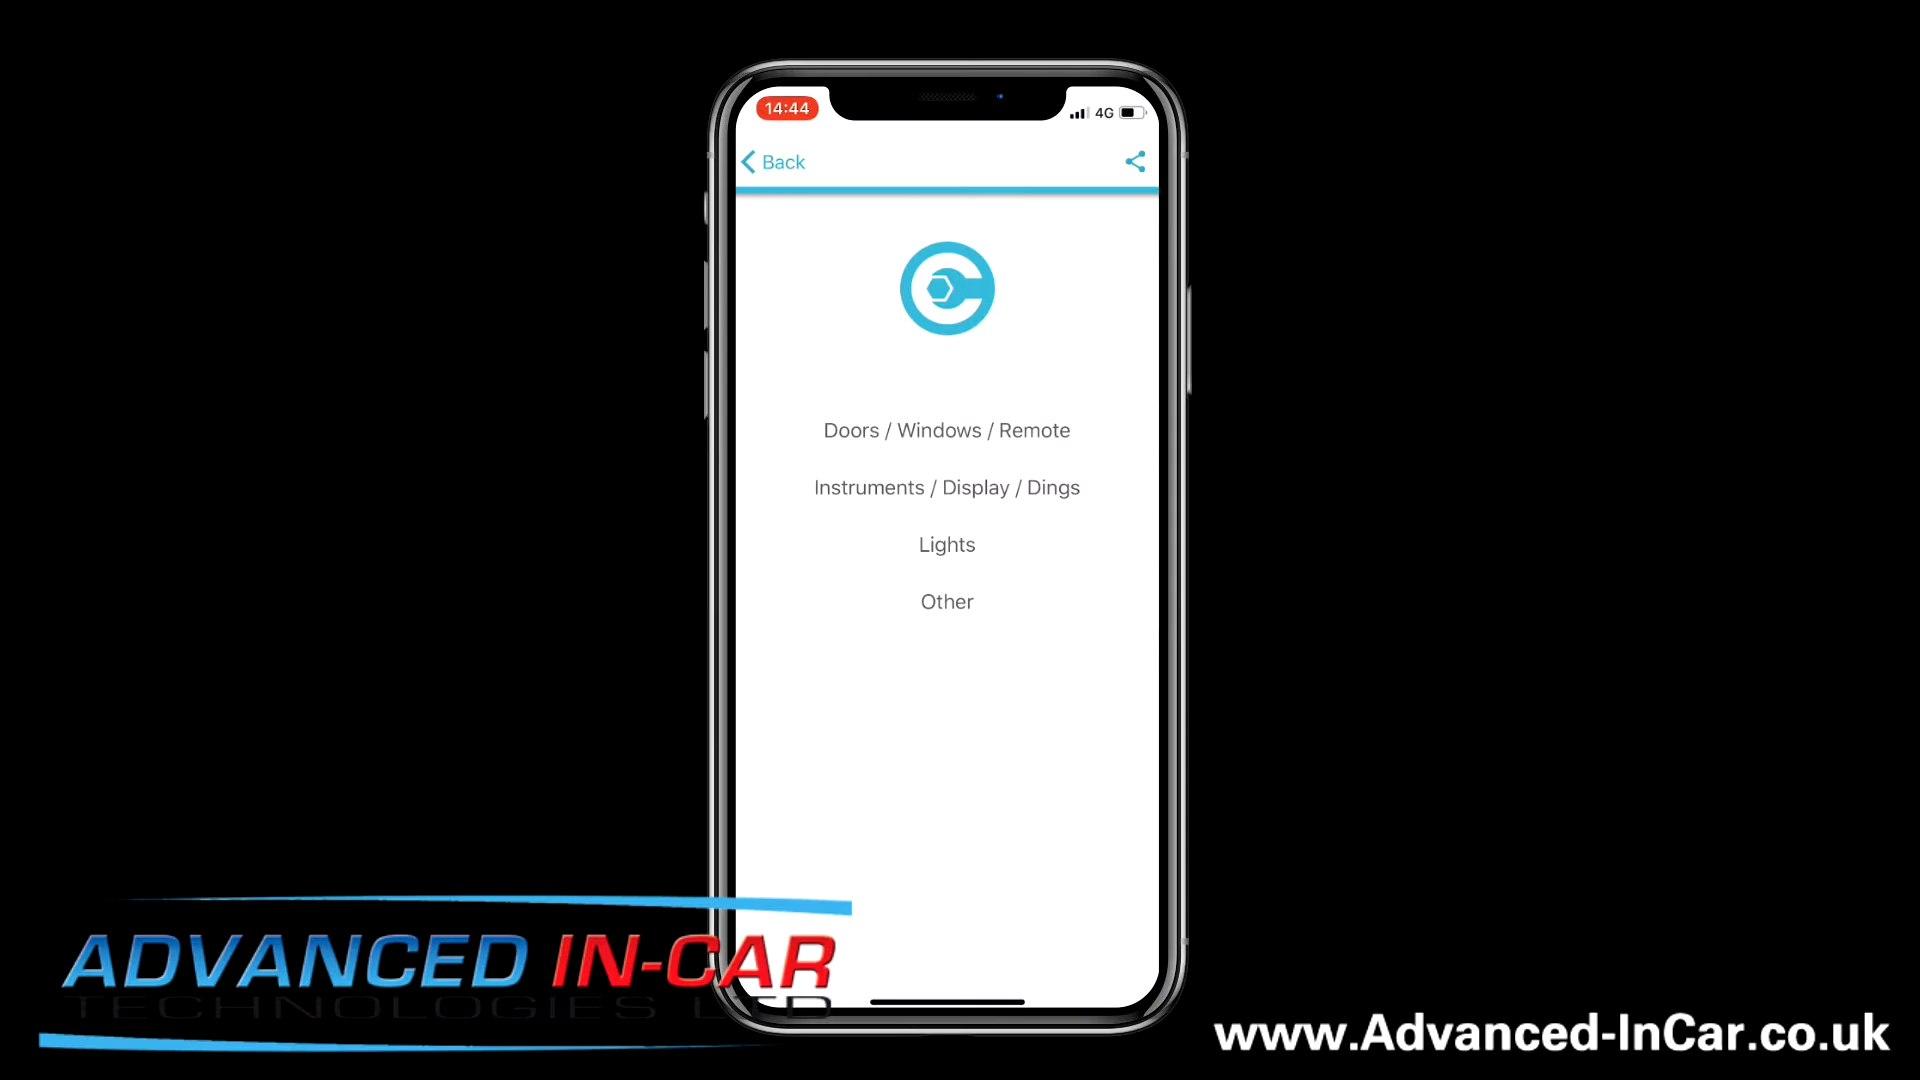 14:44
4G
Back
Doors / Windows / Remote
Instruments / Display / Dings
Lights
Other
ADVANCED IN-CAR
TECHNOLOGIES LTD
www.Advanced-InCar.co.uk